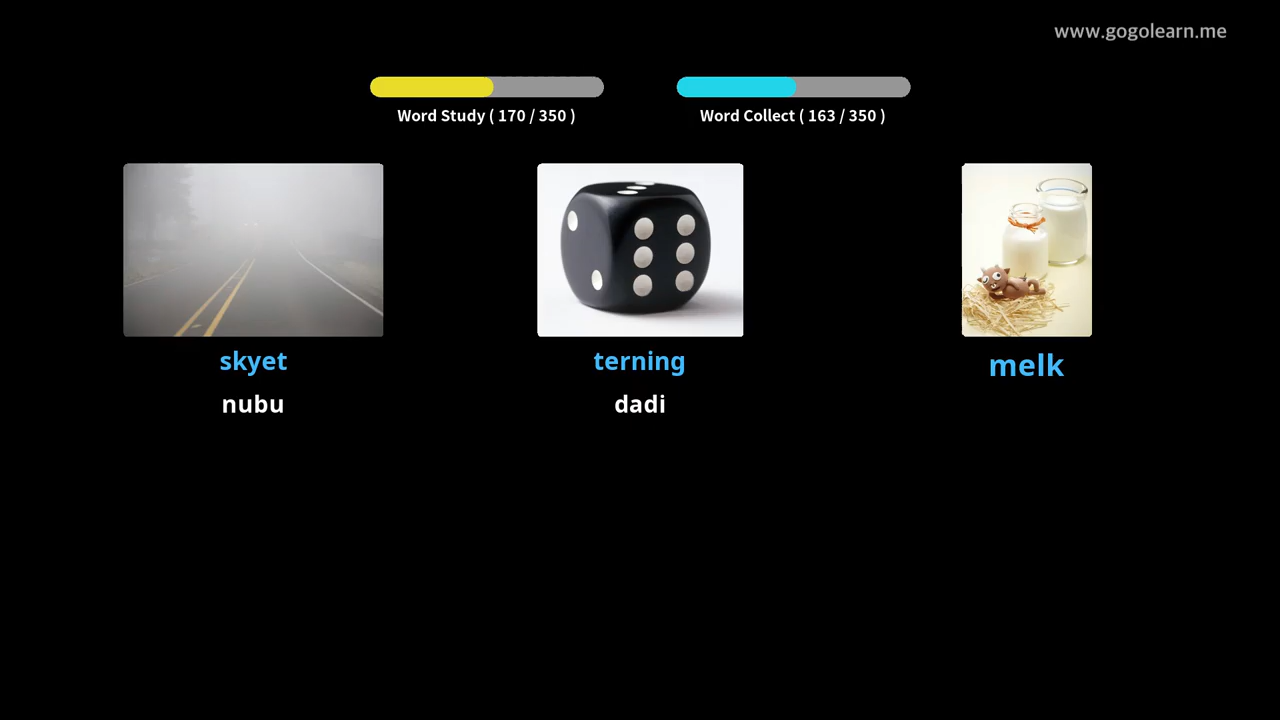 www.gogolearn.me
Word Study ( 170 / 350 )
Word Collect ( 163 / 350 )
skyet
terning
melk
nubu
dadi